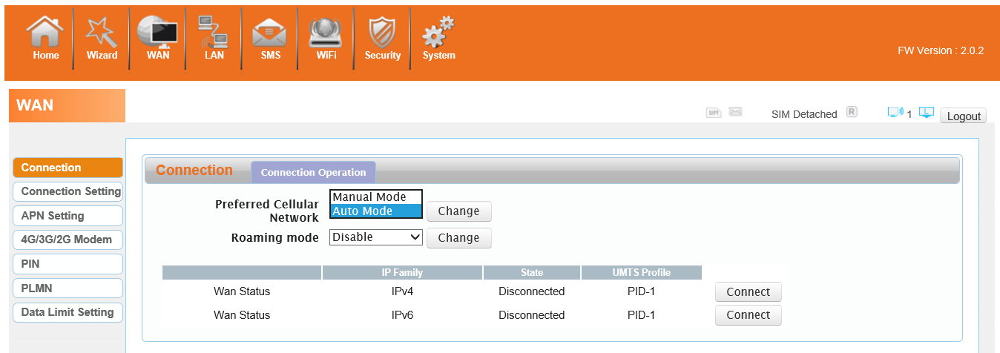 Home Wizard WAN LAN SMS WiFi Security System
FW Version : 2.0.2
WAN
SIM SIM Detached R 1 L Logout
Connection
Connection Setting
APN Setting
4G/3G/2G Modem
PIN
PLMN
Data Limit Setting
Connection Connection Operation
Preferred Cellular
Network
Manual Mode
Auto Mode
Change
Roaming mode Disable Change
IP Family State UMTS Profile
Wan Status IPv4 Disconnected PID-1 Connect
Wan Status IPv6 Disconnected PID-1 Connect